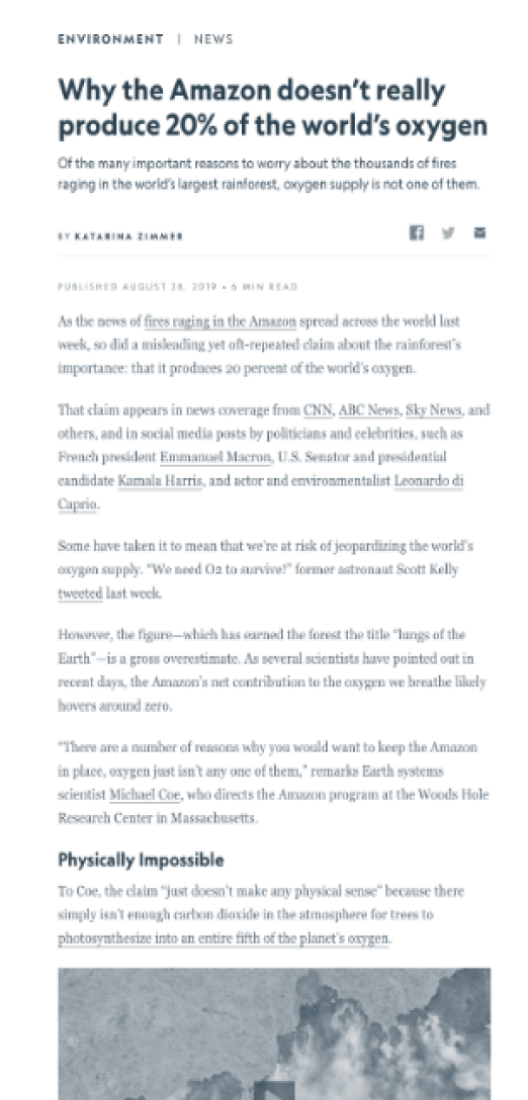 ENVIRONMENT | NEWS
Why the Amazon doesn't really
produce 20% of the world's oxygen
Of the many important reasons to worry about the thousands of fires
raging in the world's largest rainforest, oxygen supply is not one of them.
BY KATARINA ZIMMER
PUBLISHED AUGUST 28, 2019 • 6 MIN READ
As the news of fires raging in the Amazon spread across the world last
week, so did a misleading yet oft-repeated claim about the rainforest's
importance: that it produces 20 percent of the world's oxygen.
That claim appears in news coverage from CNN, ABC News, Sky News, and
others, and in social media posts by politicians and celebrities, such as
French president Emmanuel Macron, U.S. Senator and presidential
candidate Kamala Harris, and actor and environmentalist Leonardo di
Caprio.
Some have taken it to mean that we're at risk of jeopardizing the world's
oxygen supply. "We need O2 to survive!" former astronaut Scott Kelly
tweeted last week.
However, the figure—which has earned the forest the title "lungs of the
Earth"—is a gross overestimate. As several scientists have pointed out in
recent days, the Amazon's net contribution to the oxygen we breathe likely
hovers around zero.
"There are a number of reasons why you would want to keep the Amazon
in place, oxygen just isn't any one of them," remarks Earth systems
scientist Michael Coe, who directs the Amazon program at the Woods Hole
Research Center in Massachusetts.
Physically Impossible
To Coe, the claim "just doesn't make any physical sense" because there
simply isn't enough carbon dioxide in the atmosphere for trees to
photosynthesize into an entire fifth of the planet's oxygen.